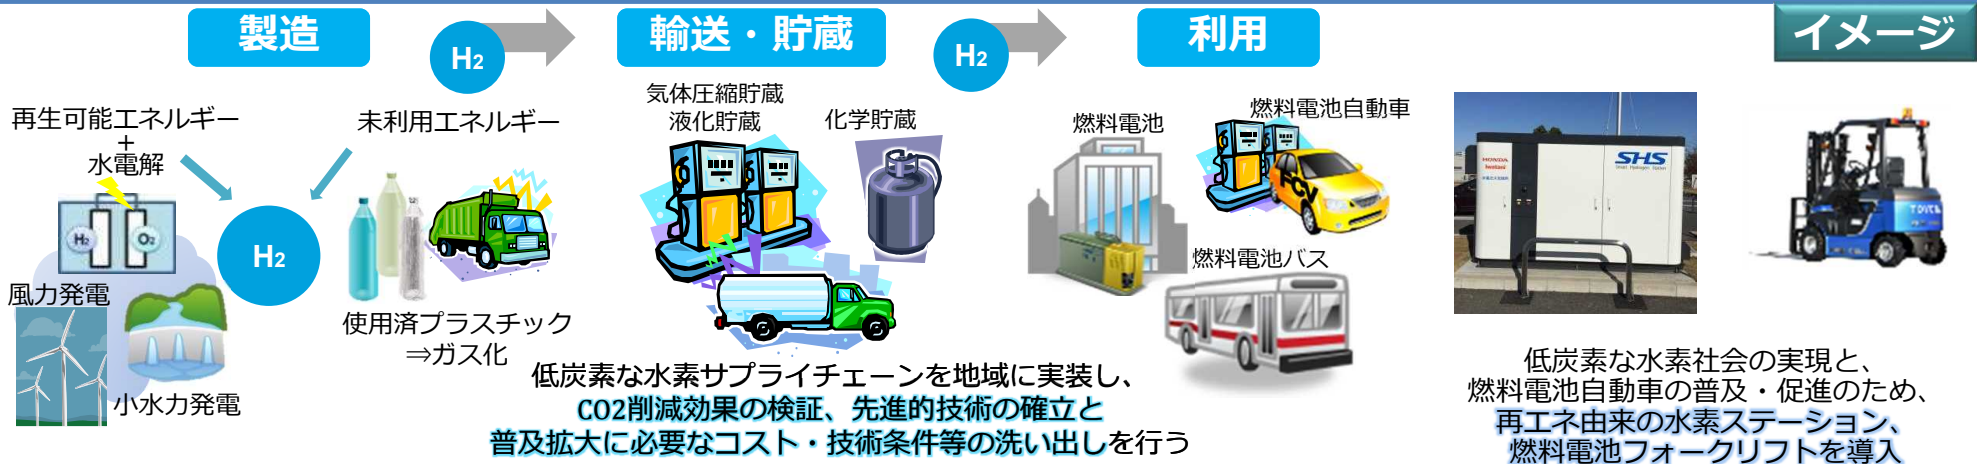 製造
H2
輸送・貯蔵
H2
利用
イメージ
再生可能エネルギー
+
水電解
未利用エネルギー
H2
O2
H2
風力発電
小水力発電
使用済プラスチック
⇒ガス化
気体圧縮貯蔵
液化貯蔵
化学貯蔵
燃料電池
燃料電池自動車
FCV
燃料電池バス
低炭素な水素サプライチェーンを地域に実装し、
CO2削減効果の検証、先進的技術の確立と
普及拡大に必要なコスト・技術条件等の洗い出しを行う
HONDA
Iwatani
SHS
Smart Hydrogen Station
低炭素な水素社会の実現と、
燃料電池自動車の普及・促進のため、
再エネ由来の水素ステーション、
燃料電池フォークリフトを導入